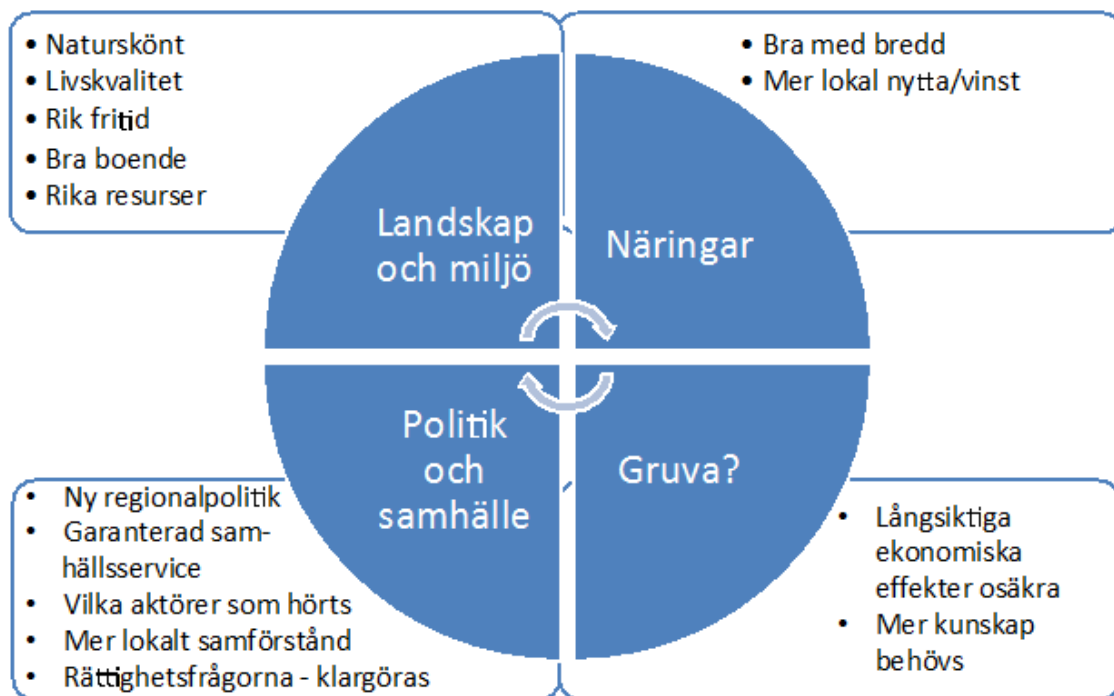 • Naturskönt
• Livskvalitet
• Rik fritid
• Bra boende
• Rika resurser
• Bra med bredd
• Mer lokal nytta/vinst
Landskap
och miljö
Näringar
Politik
och
samhälle
Gruva?
• Ny regionalpolitik
• Garanterad sam-
hällsservice
• Vilka aktörer som hörts
• Mer lokalt samförstånd
• Rättighetsfrågorna - klargöras
• Långsiktiga
ekonomiska
effekter osäkra
• Mer kunskap
behövs